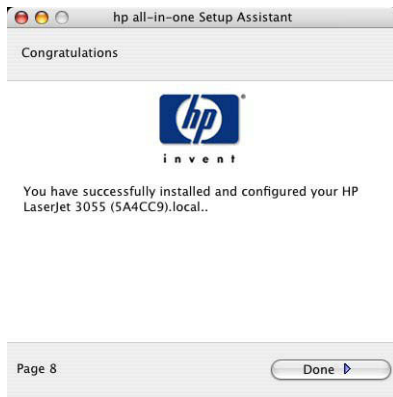 hp all-in-one Setup Assistant
Congratulations
hp
invent
You have successfully installed and configured your HP
LaserJet 3055 (5A4CC9).local..
Page 8
Done